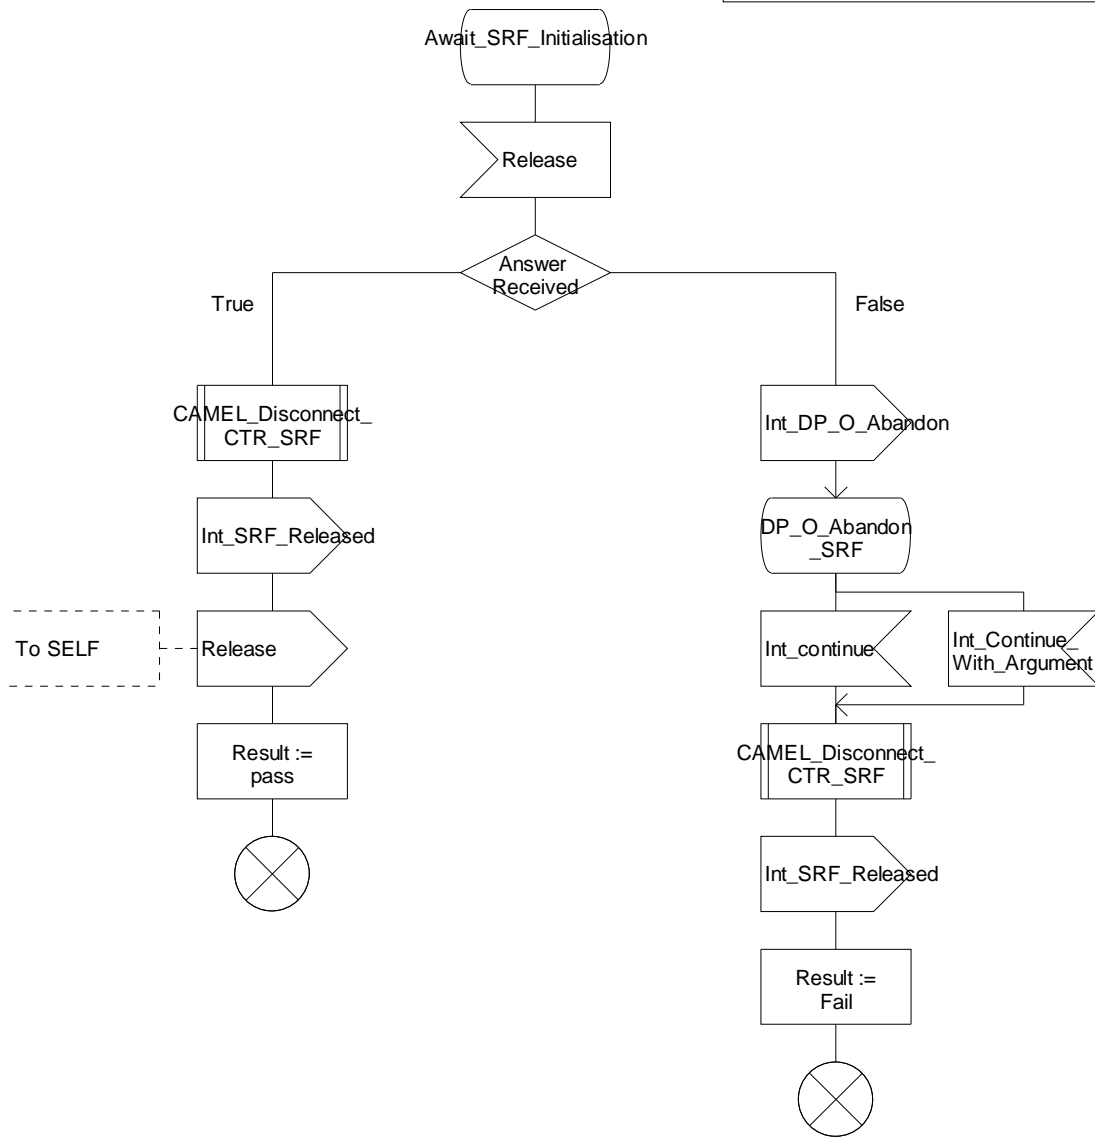 Await_SRF_Initialisation
Release
Answer
Received
True
False
CAMEL_Disconnect_
CTR_SRF
Int_DP_O_Abandon
Int_SRF_Released
DP_O_Abandon
_SRF
To SELF
Release
Int_continue
Int_Continue_
With_Argument
Result :=
pass
CAMEL_Disconnect_
CTR_SRF
Int_SRF_Released
Result :=
Fail